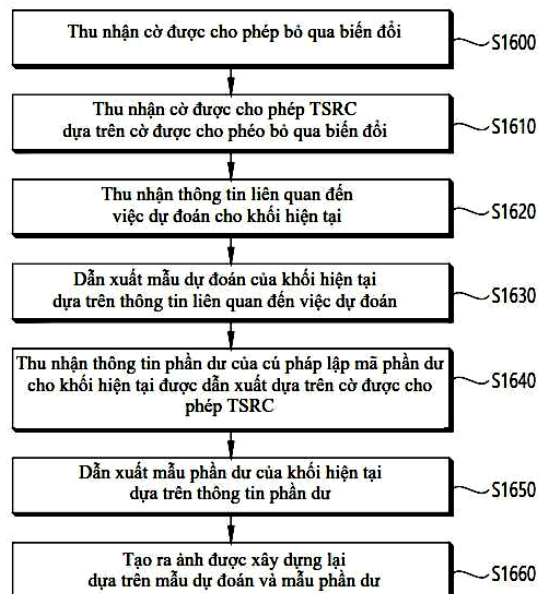 Thu nhận cờ được cho phép bỏ qua biến đổi
S1600
Thu nhận cờ được cho phép TSRC
dựa trên cờ được cho phéo bỏ qua biến đổi
S1610
Thu nhận thông tin liên quan đến
việc dự đoán cho khối hiện tại
S1620
Dẫn xuất mẫu dự đoán của khối hiện tại
dựa trên thông tin liên quan đến việc dự đoán
S1630
Thu nhận thông tin phần dư của cú pháp lập mã phần dư
cho khối hiện tại được dẫn xuất dựa trên cờ được cho
phép TSRC
S1640
Dẫn xuất mẫu phần dư của khối hiện tại
dựa trên thông tin phần dư
S1650
Tạo ra ảnh được xây dựng lại
dựa trên mẫu dự đoán và mẫu phần dư
S1660